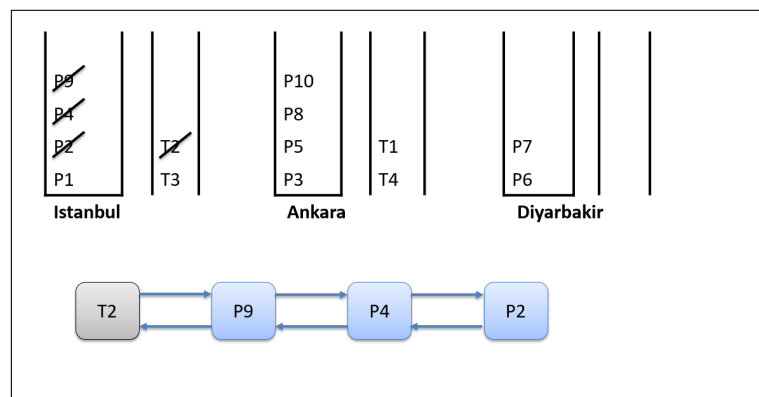 P9 P10
P4 P8
P2 T2 P5 T1 P7
P1 T3 P3 T4 P6
Istanbul Ankara Diyarbakir
T2 P9 P4 P2